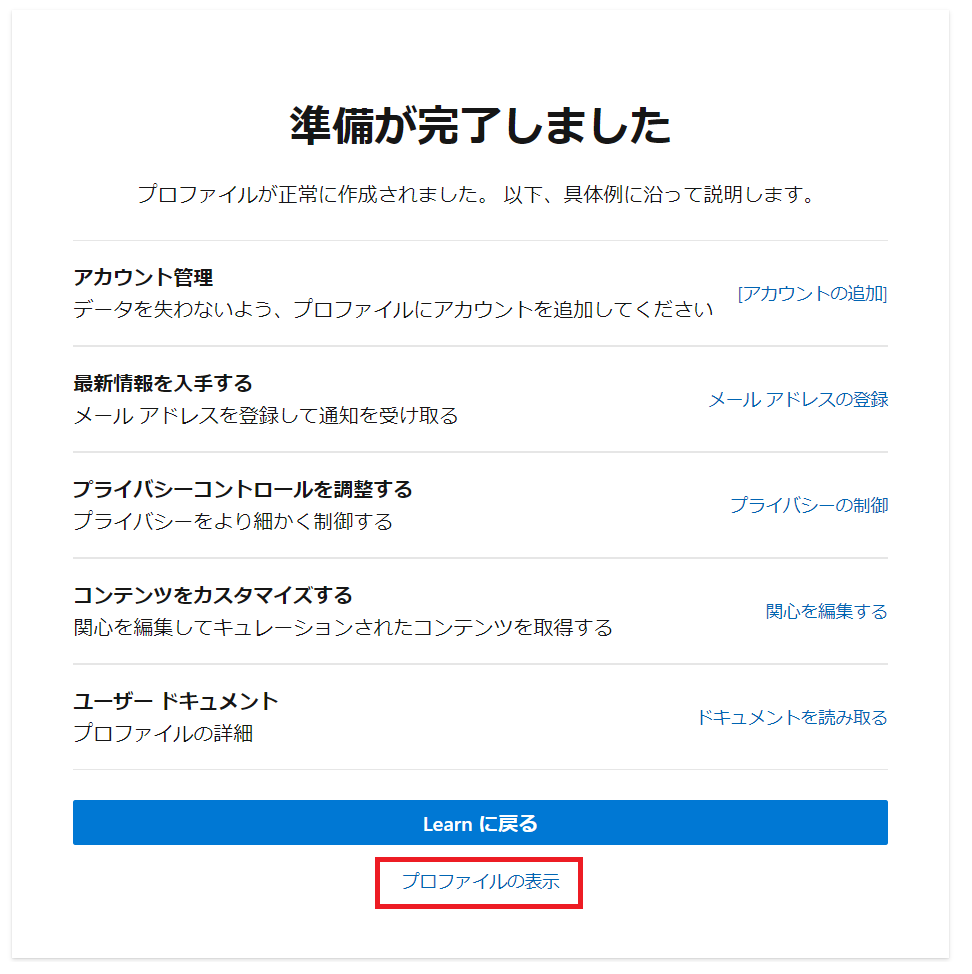 準備が完了しました
プロファイルが正常に作成されました。 以下、具体例に沿って説明します。
アカウント管理
データを失わないよう、プロファイルにアカウントを追加してください
[アカウントの追加]
最新情報を入手する
メール アドレスを登録して通知を受け取る
メール アドレスの登録
プライバシーコントロールを調整する
プライバシーをより細かく制御する
プライバシーの制御
コンテンツをカスタマイズする
関心を編集してキュレーションされたコンテンツを取得する
関心を編集する
ユーザー ドキュメント
プロファイルの詳細
ドキュメントを読み取る
Learn に戻る
プロファイルの表示